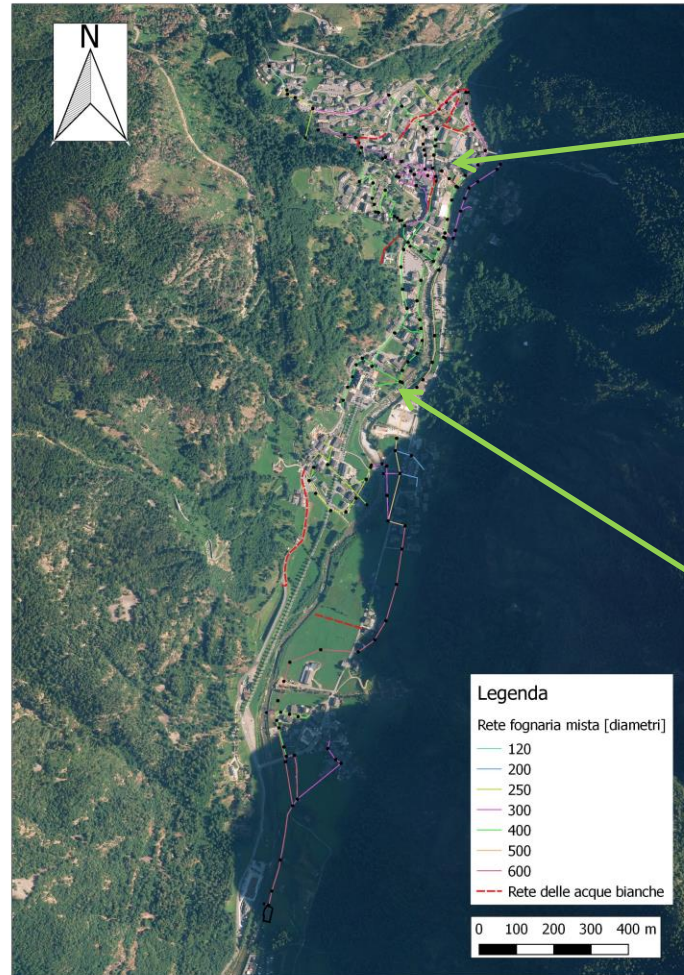 N
Legenda
Rete fognaria mista [diametri]
120
200
250
300
400
500
600
Rete delle acque bianche
0 100 200 300 400 m